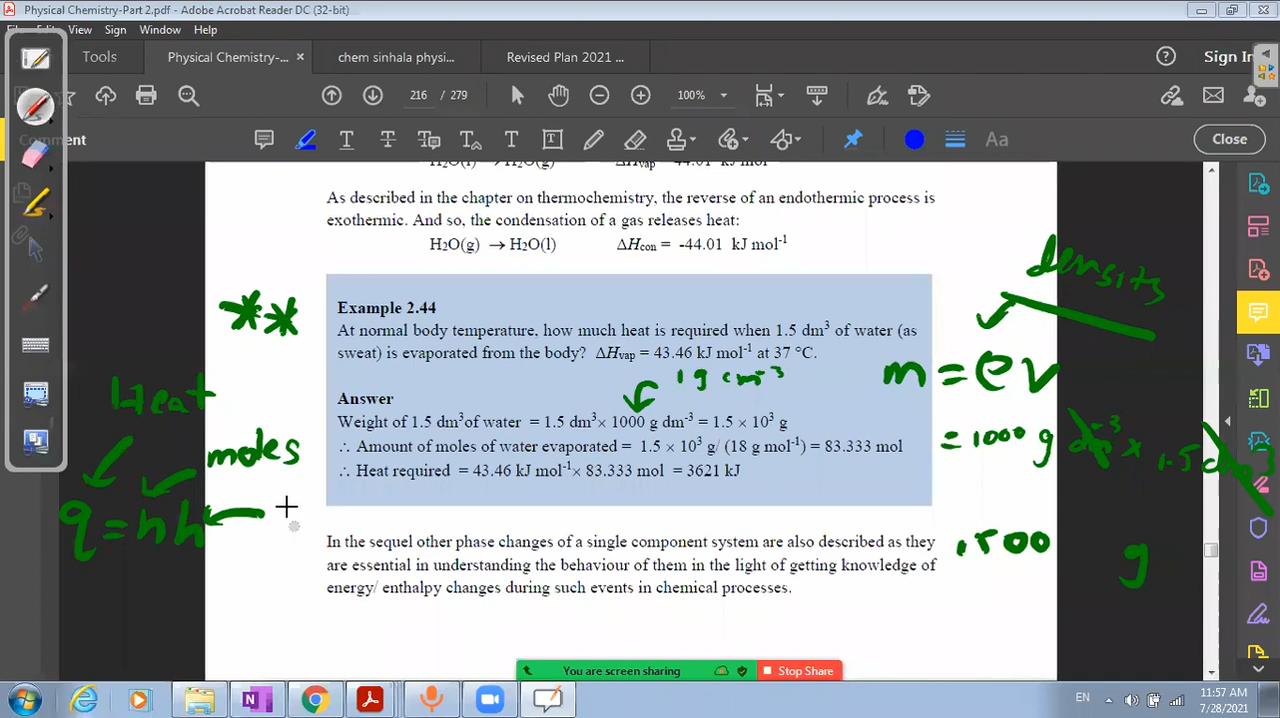 Physical Chemistry-Part 2.pdf - Adobe Acrobat Reader DC (32-bit)
View Sign Window Help
Tools Physical Chemistry-... × chem sinhala physi... Revised Plan 2021 ... Sign In
216 / 279 100%
Comment Close
As described in the chapter on thermochemistry, the reverse of an endothermic process is
exothermic. And so, the condensation of a gas releases heat:
H2O(g) → H2O(l) ΔHcon = -44.01 kJ mol-1
density
**
Example 2.44
At normal body temperature, how much heat is required when 1.5 dm3 of water (as
sweat) is evaporated from the body? ΔHvap = 43.46 kJ mol-1 at 37 °C.
1 g cm-3
m = ρv
Heat
Answer
Weight of 1.5 dm3of water = 1.5 dm3× 1000 g dm-3 = 1.5 × 103 g
∴ Amount of moles of water evaporated = 1.5 × 103 g/ (18 g mol-1) = 83.333 mol
= 1000 g dm-3 × 1.5 dm3
moles
∴ Heat required = 43.46 kJ mol-1× 83.333 mol = 3621 kJ
q = nh
In the sequel other phase changes of a single component system are also described as they
1500 g
are essential in understanding the behaviour of them in the light of getting knowledge of
energy/ enthalpy changes during such events in chemical processes.
You are screen sharing Stop Share
EN 11:57 AM
7/28/2021